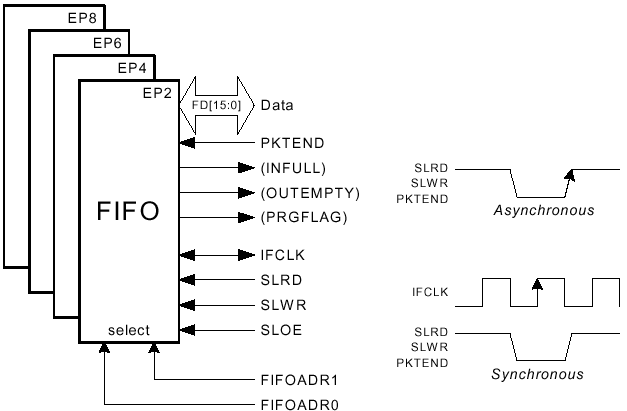 EP8
EP6
EP4
EP2
FD[15:0]
Data
PKTEND
(INFULL)
(OUTEMPTY)
(PRGFLAG)
FIFO
IFCLK
SLRD
SLWR
SLOE
select
FIFOADR1
FIFOADR0
SLRD
SLWR
PKTEND
Asynchronous
IFCLK
SLRD
SLWR
PKTEND
Synchronous